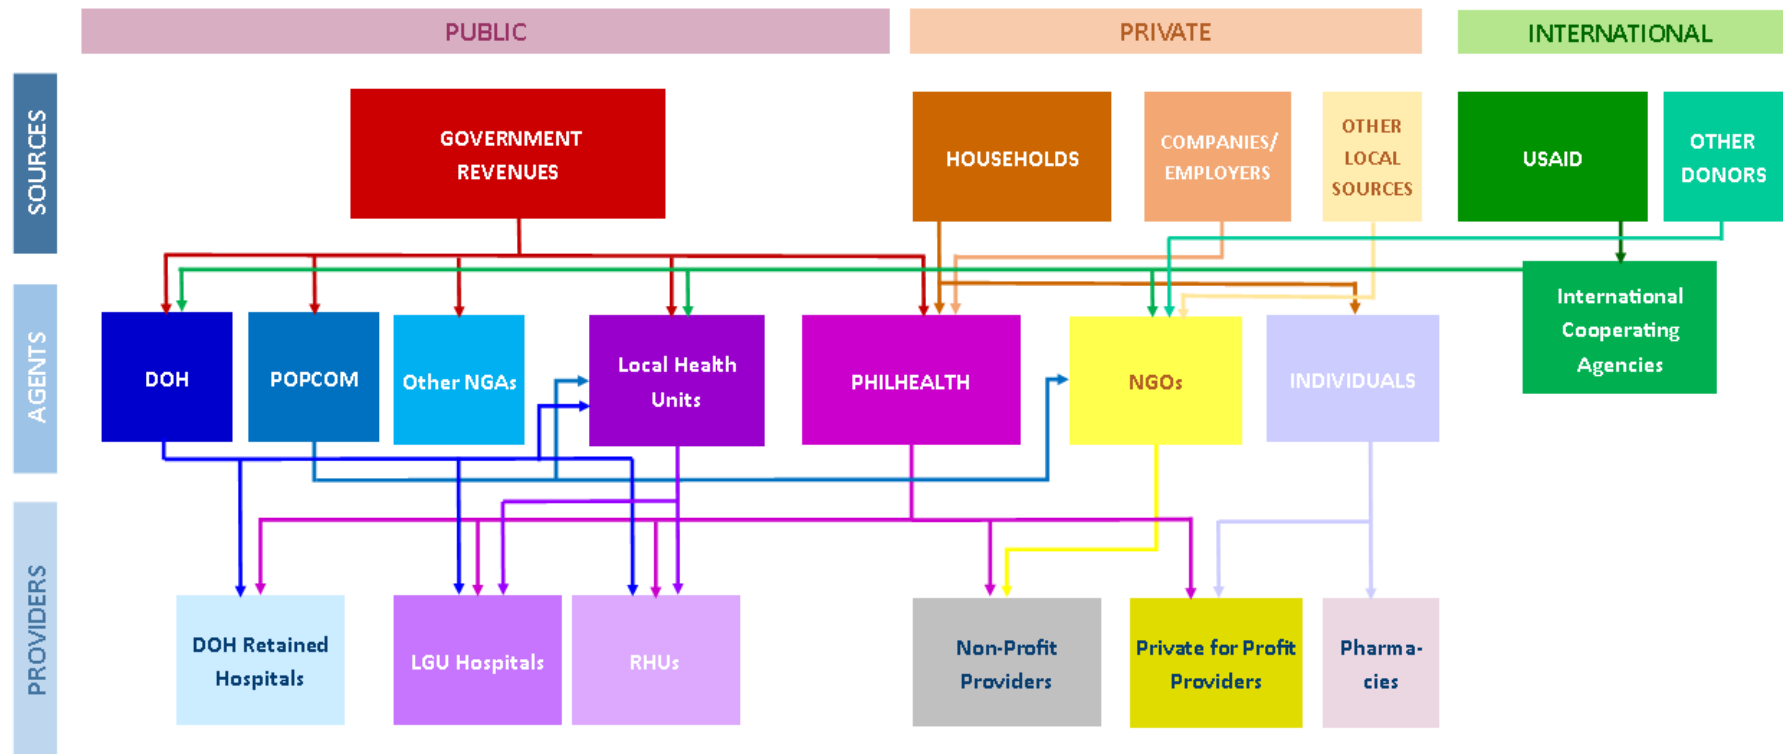 PUBLIC
PRIVATE
INTERNATIONAL
SOURCES
GOVERNMENT
REVENUES
HOUSEHOLDS
COMPANIES/
EMPLOYERS
OTHER
LOCAL
SOURCES
USAID
OTHER
DONORS
AGENTS
DOH
POPCOM
Other NGAs
Local Health
Units
PHILHEALTH
NGOs
INDIVIDUALS
International
Cooperating
Agencies
PROVIDERS
DOH Retained
Hospitals
LGU Hospitals
RHUs
Non-Profit
Providers
Private for Profit
Providers
Pharma-
cies